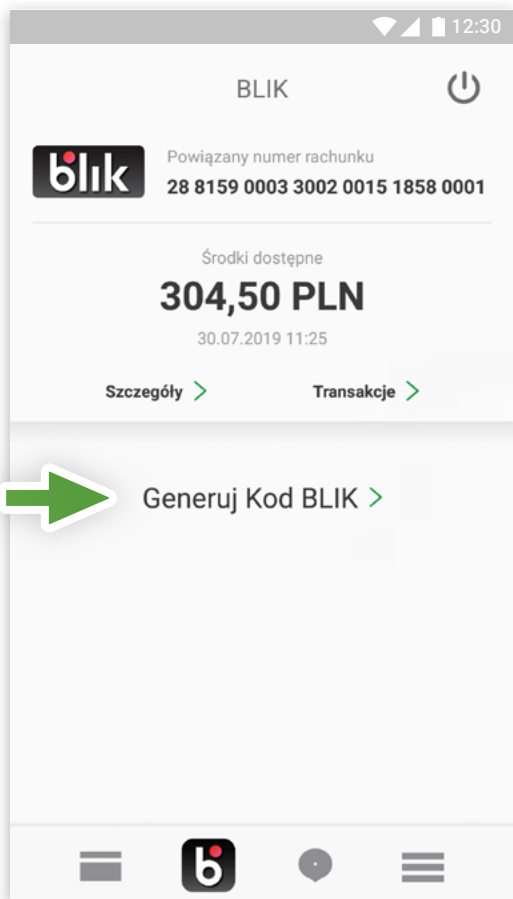 12:30
BLIK
blik
Powiązany numer rachunku
28 8159 0003 3002 0015 1858 0001
Środki dostępne
304,50 PLN
30.07.2019 11:25
Szczegóły
Transakcje
Generuj Kod BLIK
b